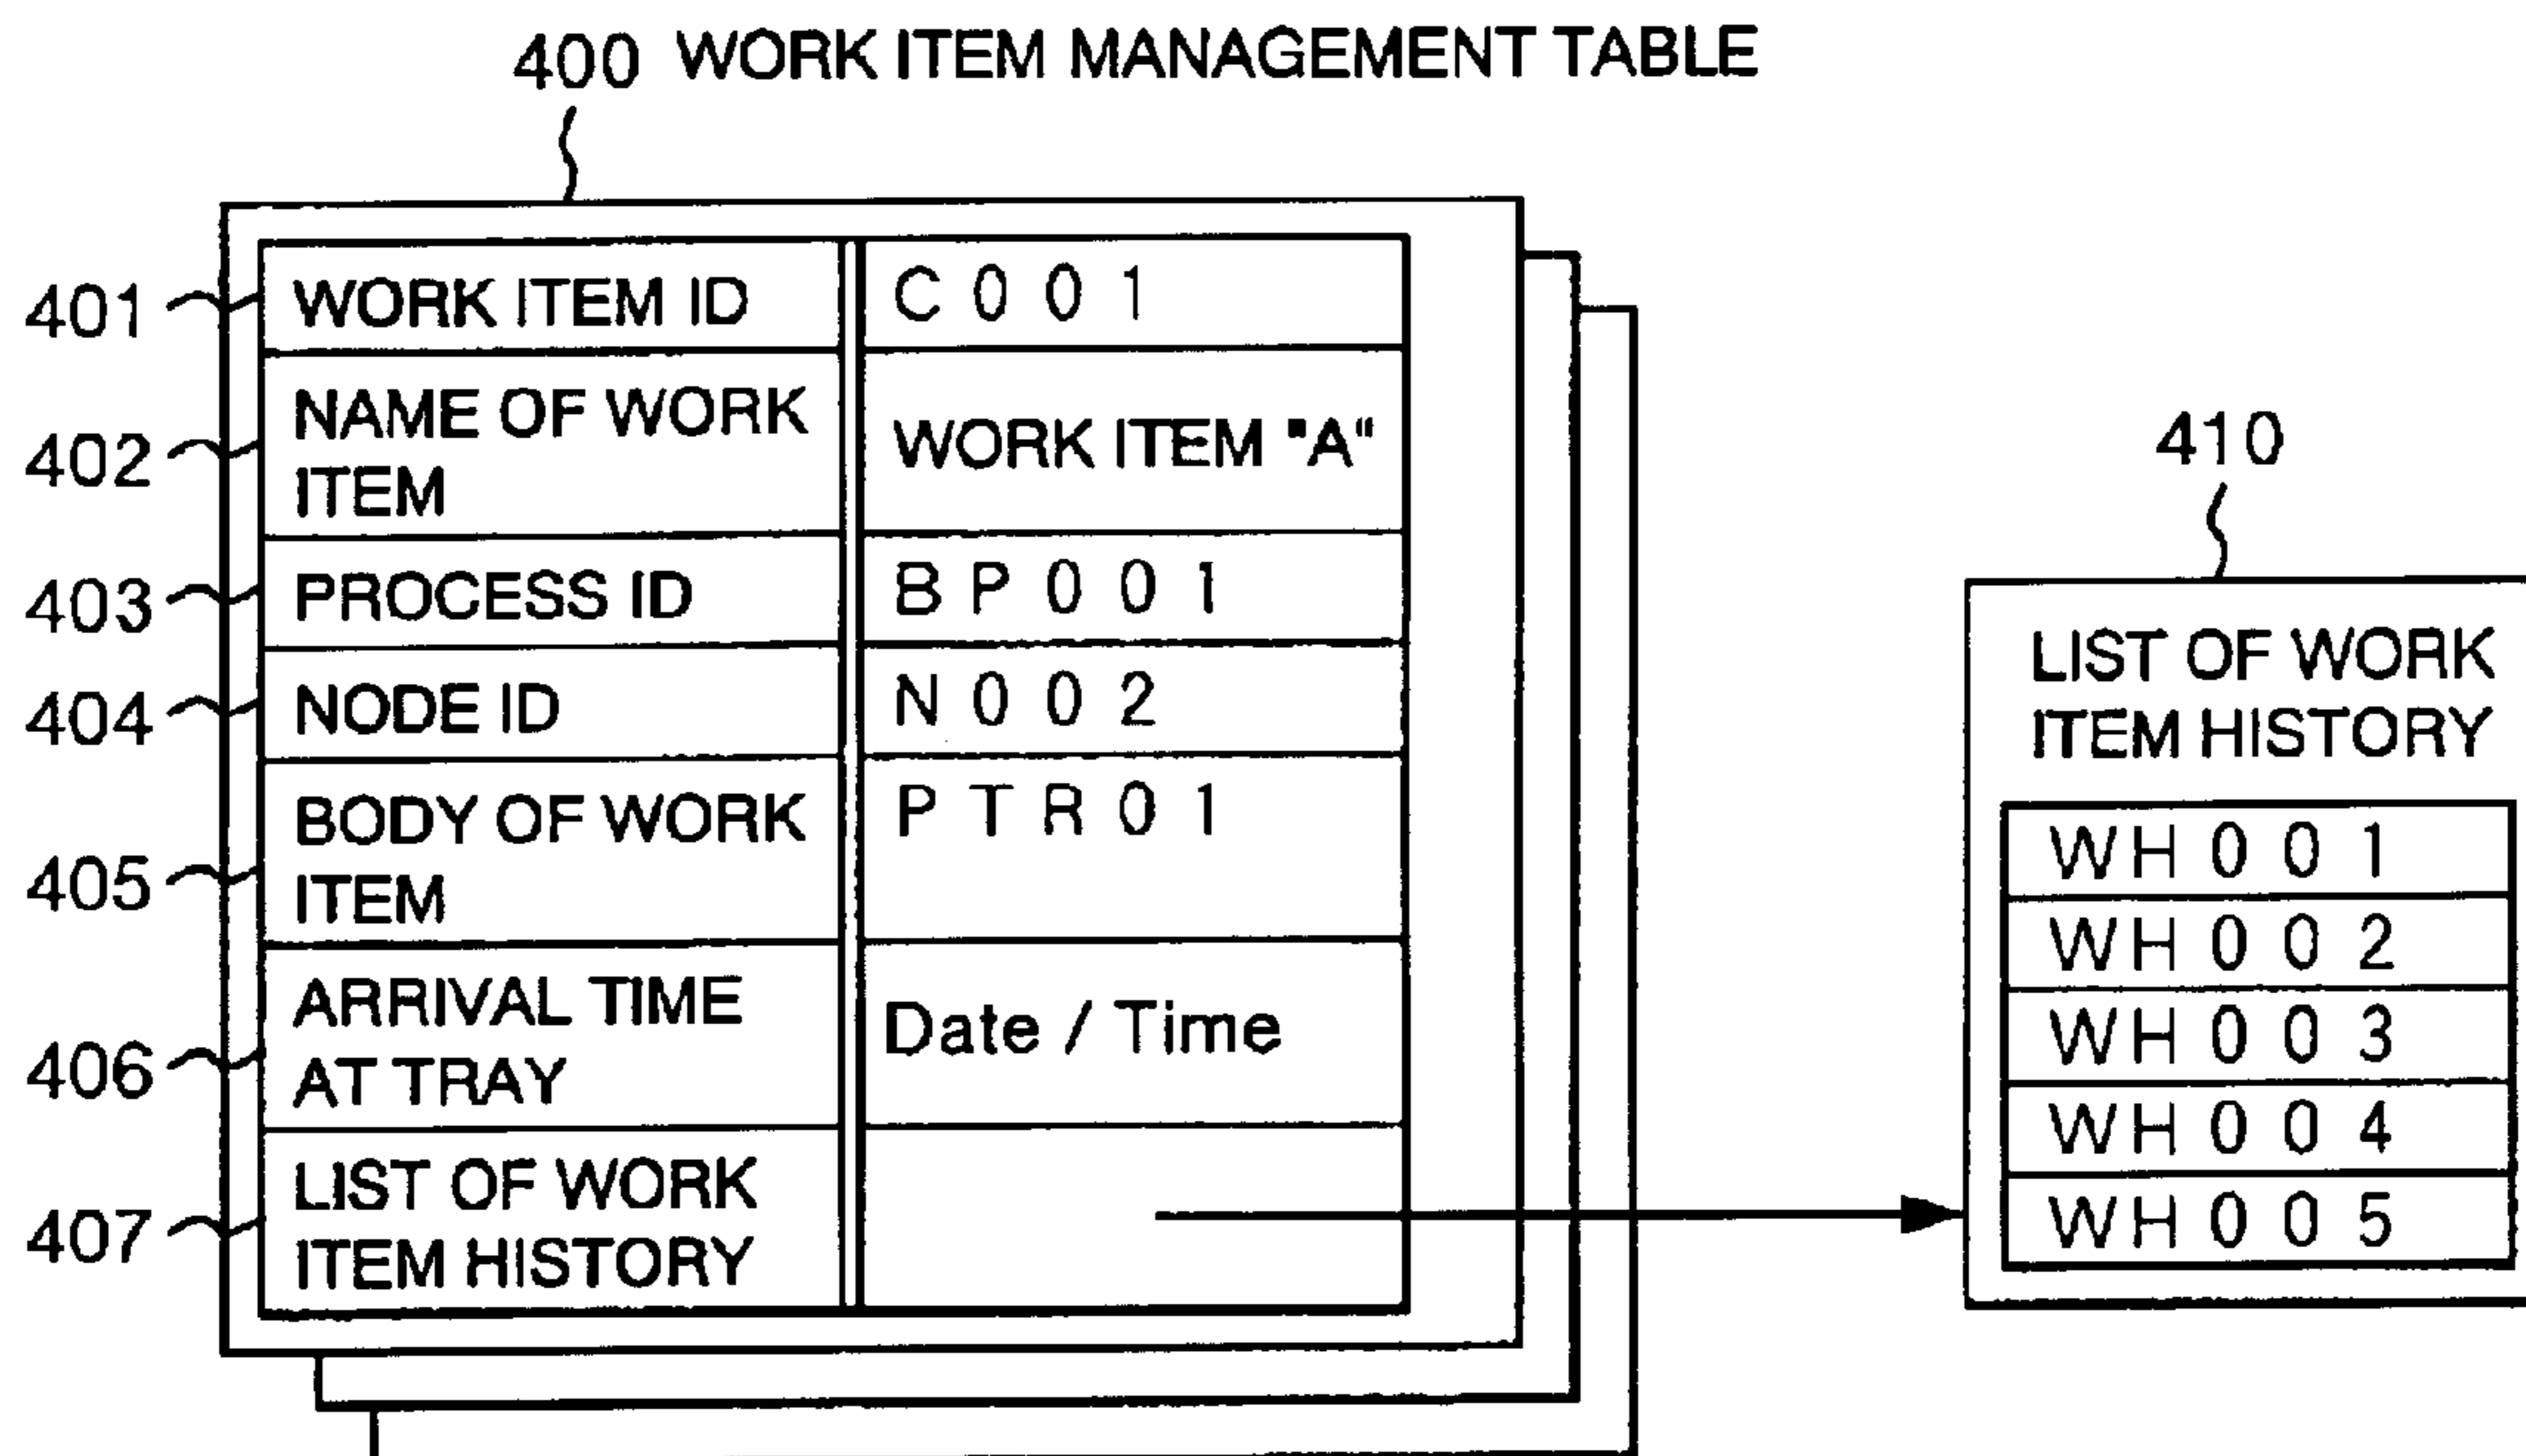 400 WORK ITEM MANAGEMENT TABLE
401 WORK ITEM ID C001
402 NAME OF WORK
ITEM
WORK ITEM "A"
403 PROCESS ID BP001
404 NODE ID N002
405 BODY OF WORK
ITEM
PTR01
406 ARRIVAL TIME
AT TRAY
Date / Time
407 LIST OF WORK
ITEM HISTORY
410
LIST OF WORK
ITEM HISTORY
WH001
WH002
WH003
WH004
WH005